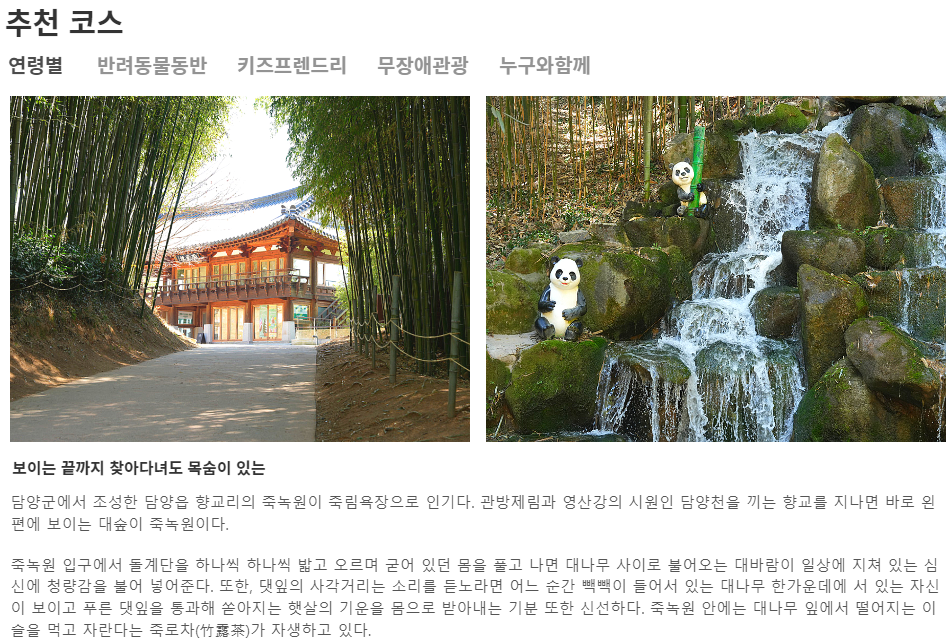 추천 코스
연령별 반려동물동반 키즈프렌드리 무장애관광 누구와함께
보이는 끝까지 찾아다녀도 목숨이 있는
담양군에서 조성한 담양읍 향교리의 죽녹원이 죽림욕장으로 인기다. 관방제림과 영산강의 시원인 담양천을 끼는 향교를 지나면 바로 왼
편에 보이는 대숲이 죽녹원이다.
죽녹원 입구에서 돌계단을 하나씩 하나씩 밟고 오르며 굳어 있던 몸을 풀고 나면 대나무 사이로 불어오는 대바람이 일상에 지쳐 있는 심
신에 청량감을 불어 넣어준다. 또한, 댓잎의 사각거리는 소리를 듣노라면 어느 순간 빽빽이 들어서 있는 대나무 한가운데에 서 있는 자신
이 보이고 푸른 댓잎을 통과해 쏟아지는 햇살의 기운을 몸으로 받아내는 기분 또한 신선하다. 죽녹원 안에는 대나무 잎에서 떨어지는 이
슬을 먹고 자란다는 죽로차(竹露茶)가 자생하고 있다.